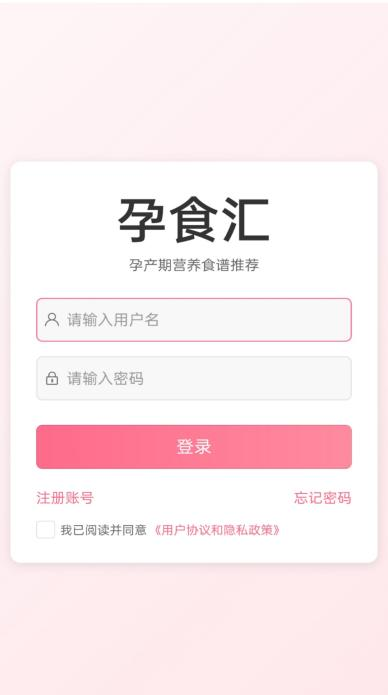 孕食汇
孕产期营养食谱推荐
请输入用户名
请输入密码
登录
注册账号 忘记密码
我已阅读并同意《用户协议和隐私政策》